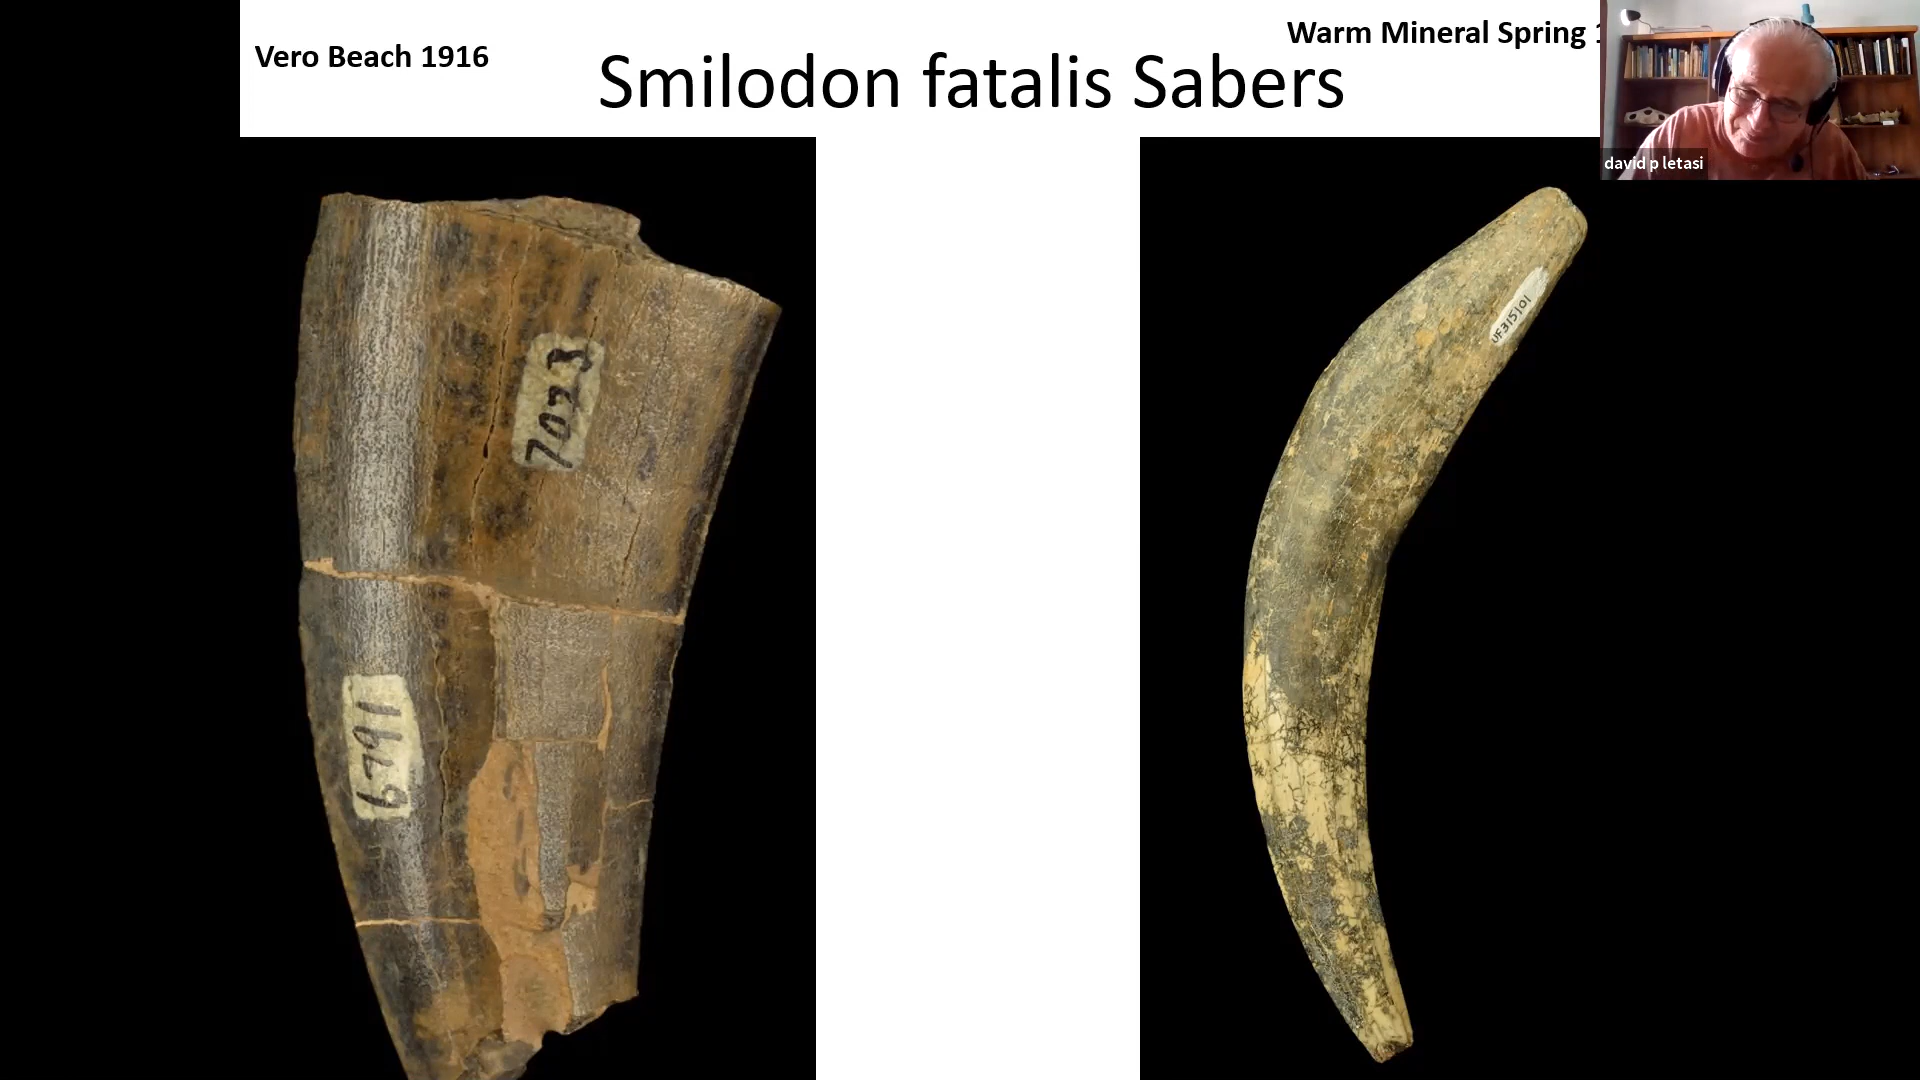 Vero Beach 1916
Warm Mineral Spring
Smilodon fatalis Sabers
david p letasi
7023
6791
UF315101